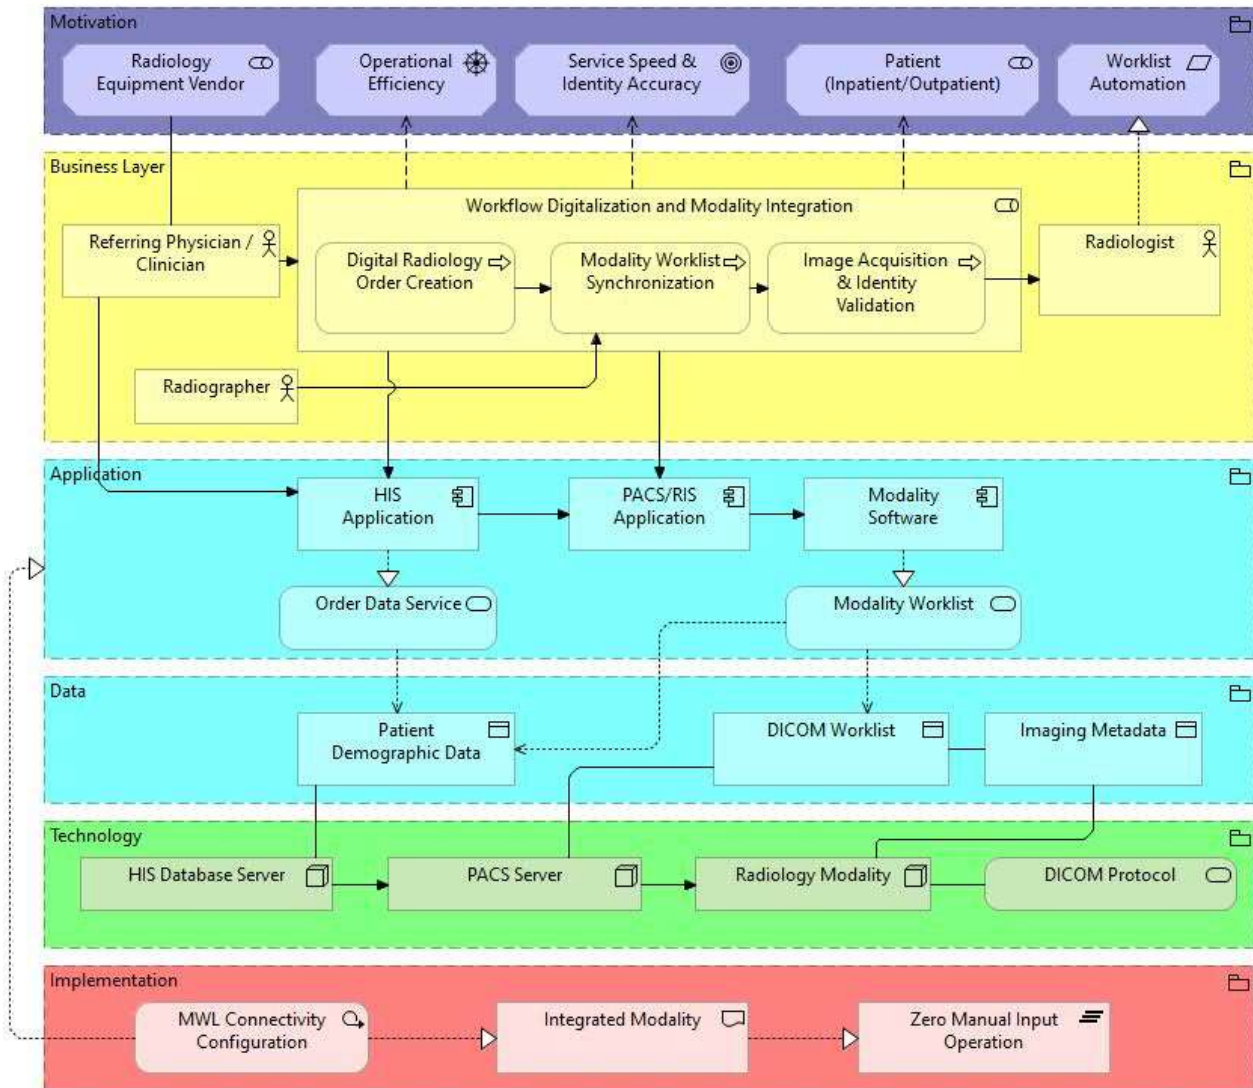 Motivation
Radiology
Equipment Vendor
Operational
Efficiency
Service Speed &
Identity Accuracy
Patient
(Inpatient/Outpatient)
Worklist
Automation
Business Layer
Workflow Digitalization and Modality Integration
Referring Physician /
Clinician
Digital Radiology
Order Creation
Modality Worklist
Synchronization
Image Acquisition
& Identity
Validation
Radiologist
Radiographer
Application
HIS
Application
PACS/RIS
Application
Modality
Software
Order Data Service
Modality Worklist
Data
Patient
Demographic Data
DICOM Worklist
Imaging Metadata
Technology
HIS Database Server
PACS Server
Radiology Modality
DICOM Protocol
Implementation
MWL Connectivity
Configuration
Integrated Modality
Zero Manual Input
Operation